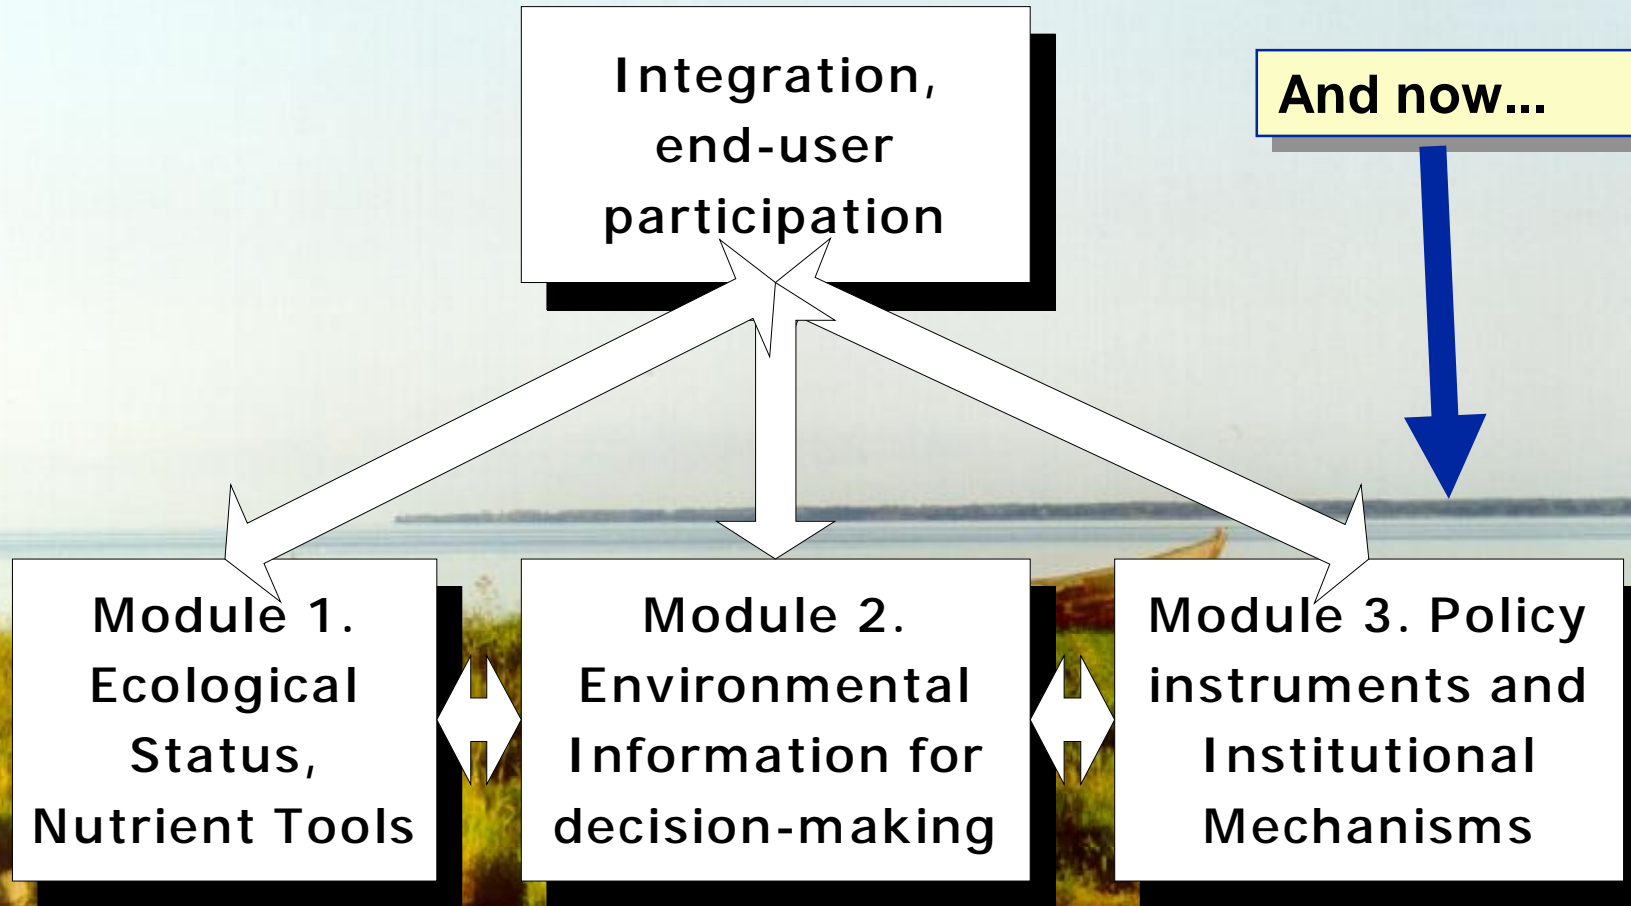 Integration,
end-user
participation
And now...
Module 1.
Ecological
Status,
Nutrient Tools
Module 2.
Environmental
Information for
decision-making
Module 3. Policy
instruments and
Institutional
Mechanisms